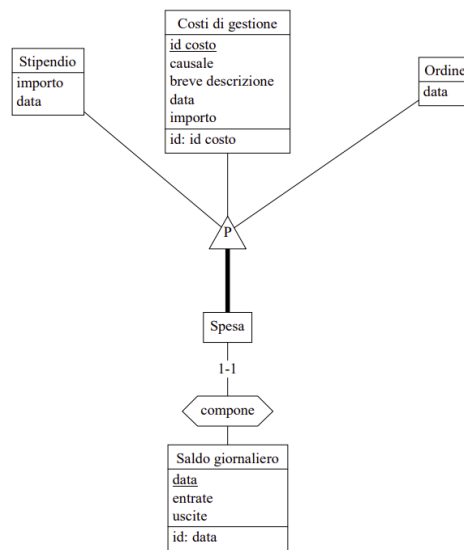 Costi di gestione
id costo
causale
breve descrizione
data
importo
id: id costo
Stipendio
importo
data
Ordine
data
P
Spesa
1-1
compone
Saldo giornaliero
data
entrate
uscite
id: data